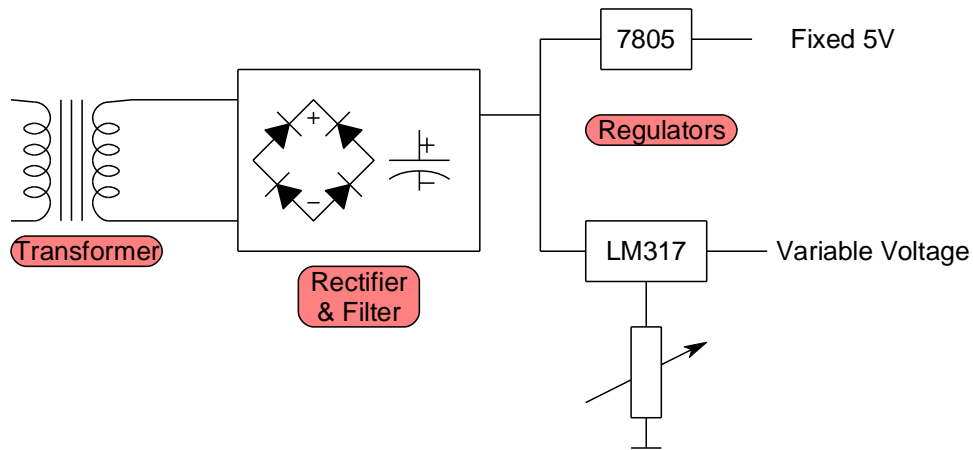 7805
Fixed 5V
+
Regulators
+
−
−
Transformer
LM317
Variable Voltage
Rectifier
& Filter